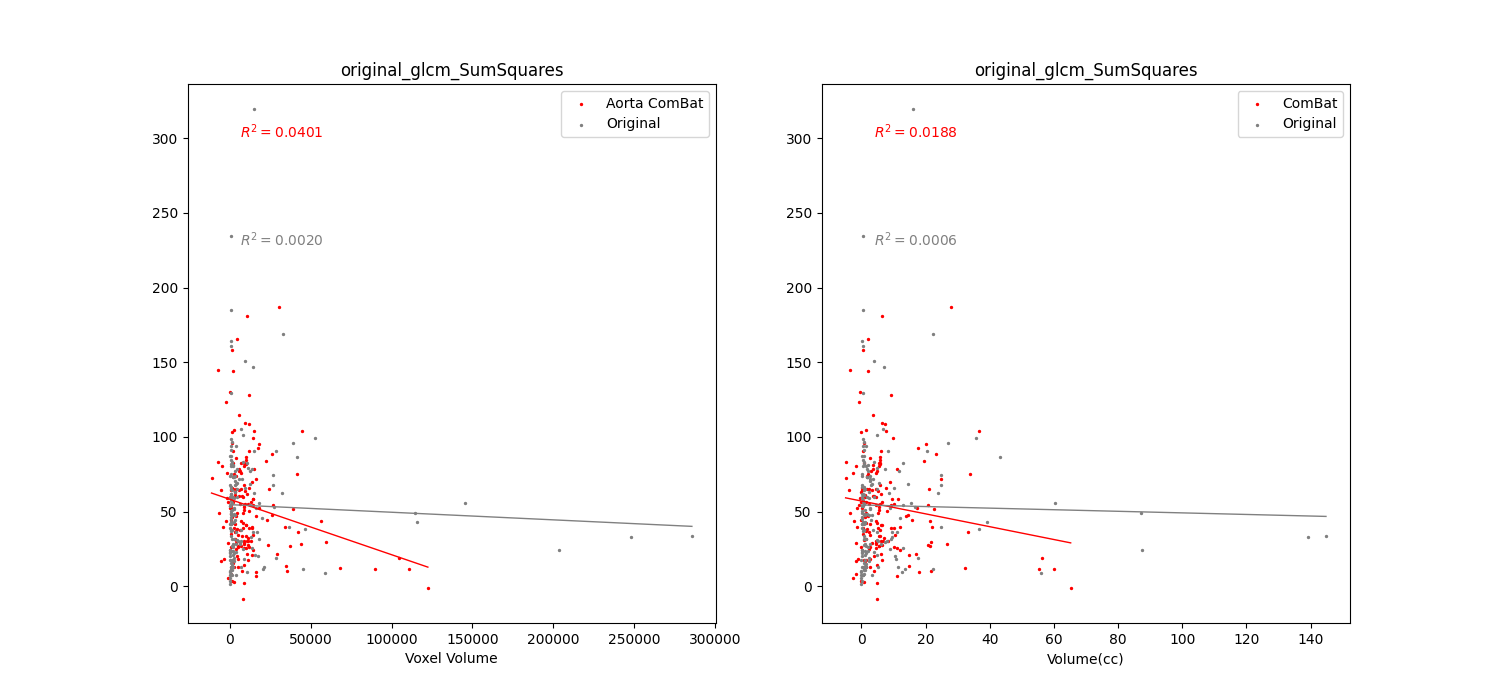 original_glcm_SumSquares
Aorta ComBat
Original
R² = 0.0401
R² = 0.0020
300
250
200
150
100
50
0
0 50000 100000 150000 200000 250000 300000
Voxel Volume
original_glcm_SumSquares
ComBat
Original
R² = 0.0188
R² = 0.0006
300
250
200
150
100
50
0
0 20 40 60 80 100 120 140
Volume(cc)